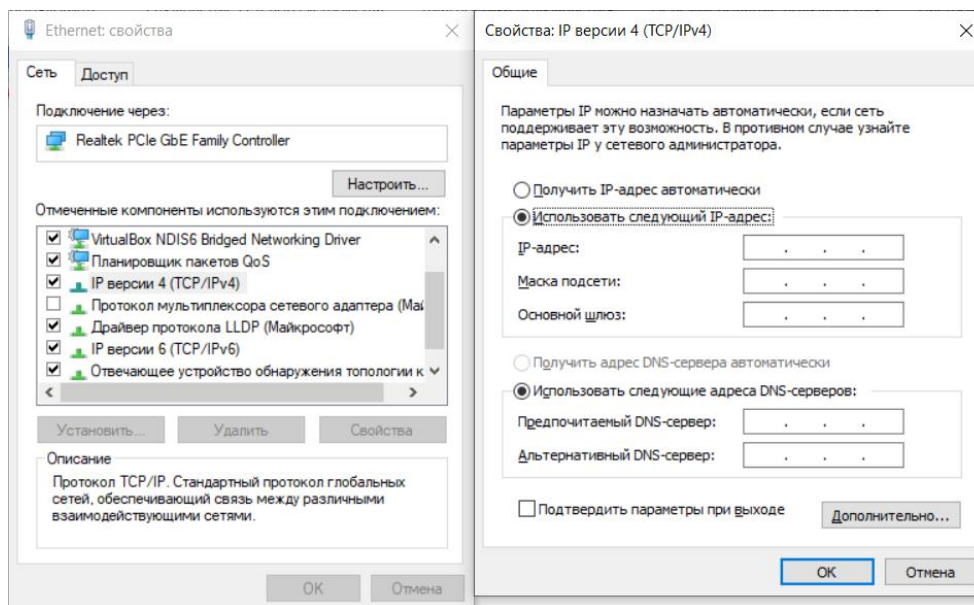 Ethernet: свойства
Сеть
Доступ
Подключение через:
Realtek PCIe GbE Family Controller
Настроить...
Отмеченные компоненты используются этим подключением:
VirtualBox NDIS6 Bridged Networking Driver
Планировщик пакетов QoS
IP версии 4 (TCP/IPv4)
Протокол мультиплексора сетевого адаптера (Май
Драйвер протокола LLDP (Майкрософт)
IP версии 6 (TCP/IPv6)
Отвечающее устройство обнаружения топологии к
Установить...
Удалить
Свойства
Описание
Протокол TCP/IP. Стандартный протокол глобальных
сетей, обеспечивающий связь между различными
взаимодействующими сетями.
ОК
Отмена
Свойства: IP версии 4 (TCP/IPv4)
Общие
Параметры IP можно назначать автоматически, если сеть
поддерживает эту возможность. В противном случае узнайте
параметры IP у сетевого администратора.
Получить IP-адрес автоматически
Использовать следующий IP-адрес:
IP-адрес:
Маска подсети:
Основной шлюз:
Получить адрес DNS-сервера автоматически
Использовать следующие адреса DNS-серверов:
Предпочитаемый DNS-сервер:
Альтернативный DNS-сервер:
Подтвердить параметры при выходе
Дополнительно...
ОК
Отмена